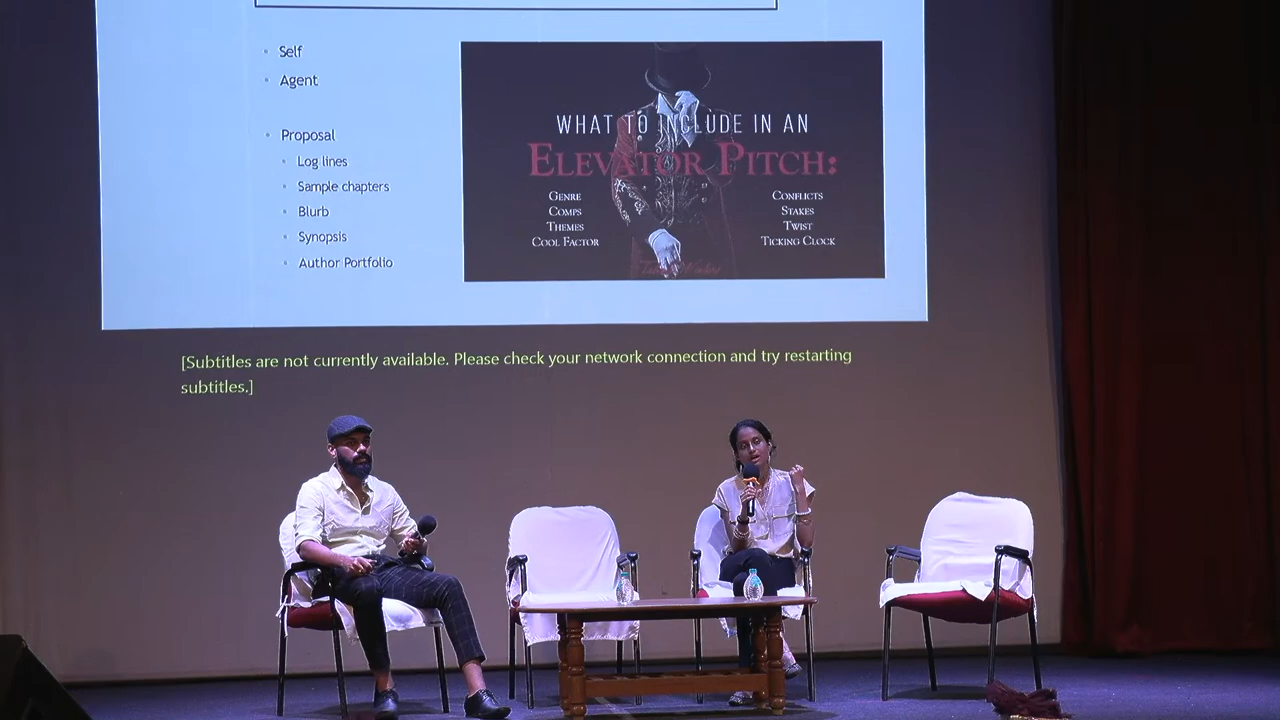 Self
Agent
Proposal
Log lines
Sample chapters
Blurb
Synopsis
Author Portfolio
WHAT TO INCLUDE IN AN
ELEVATOR PITCH:
GENRE
COMPS
THEMES
COOL FACTOR
CONFLICTS
STAKES
TWIST
TICKING CLOCK
[Subtitles are not currently available. Please check your network connection and try restarting
subtitles.]